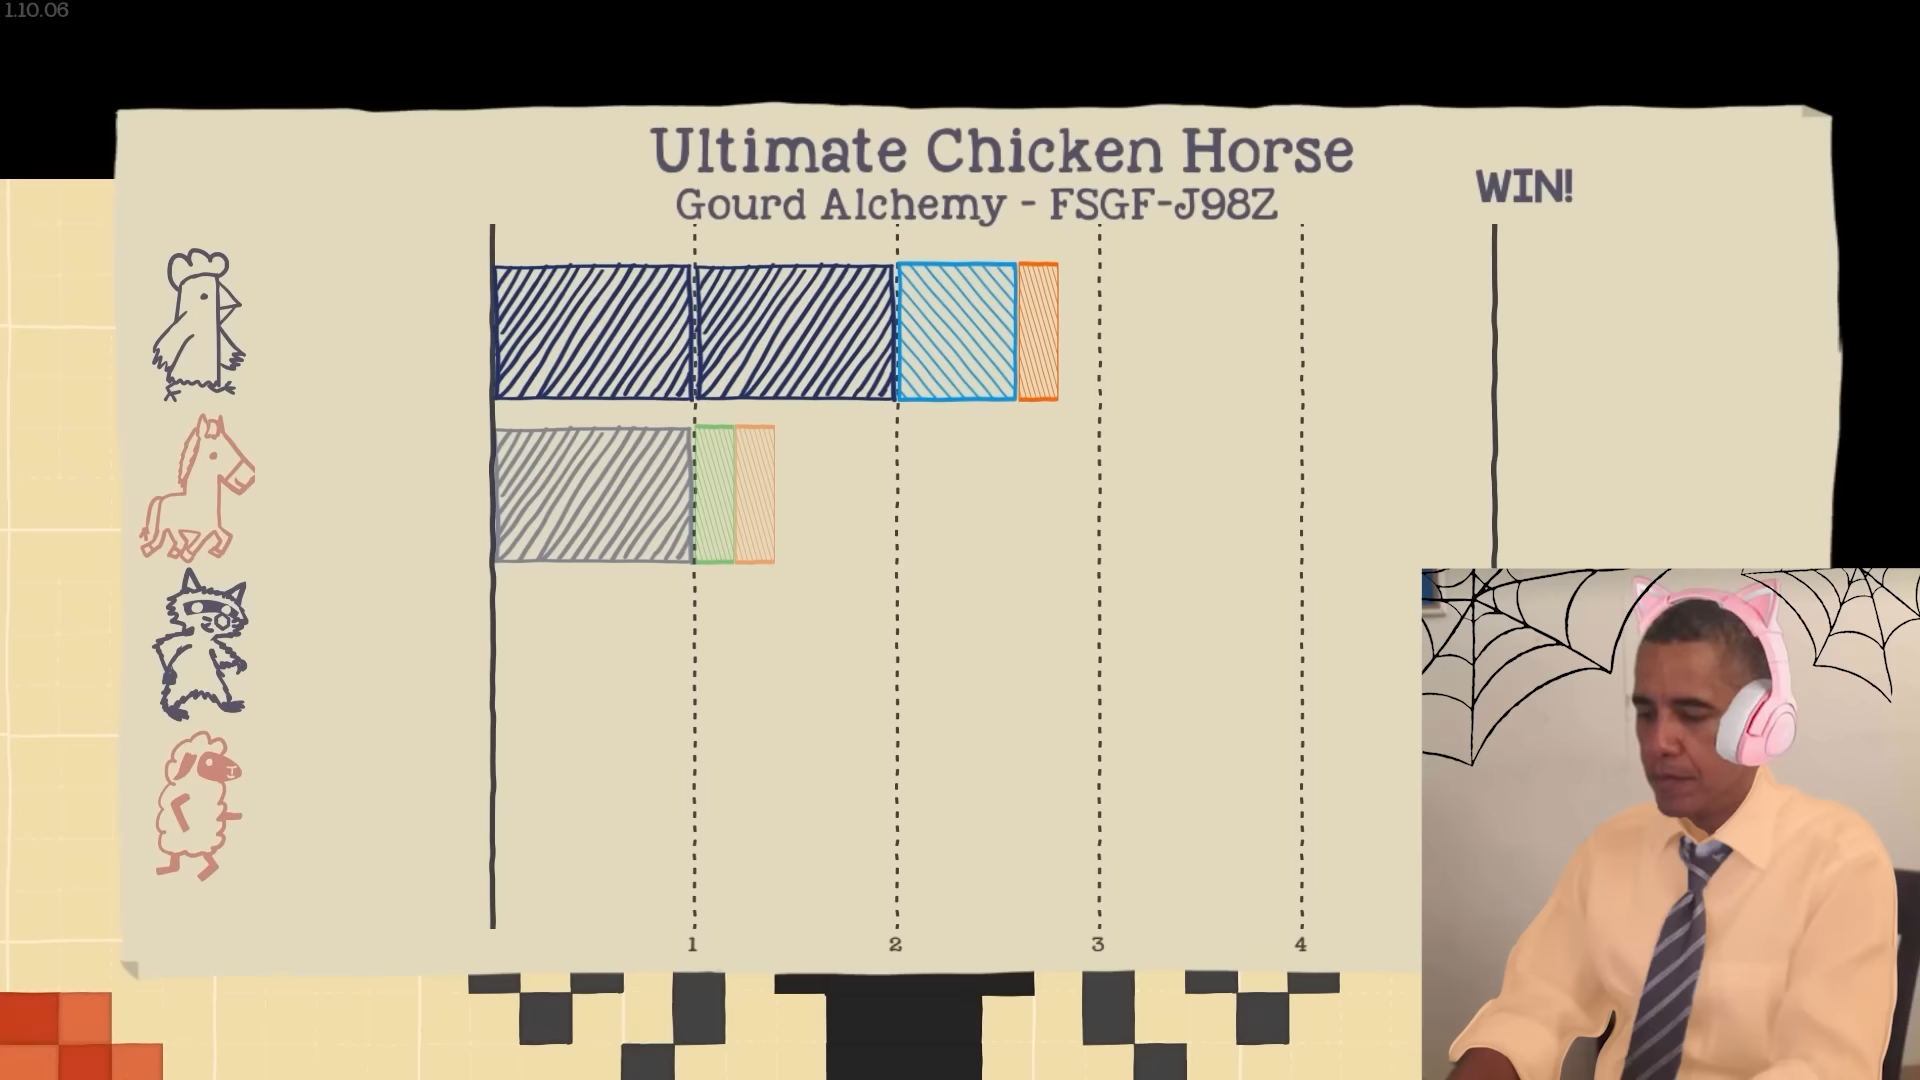 1.10.06
Ultimate Chicken Horse
Gourd Alchemy - FSGF-J98Z
WIN!
1 2 3 4